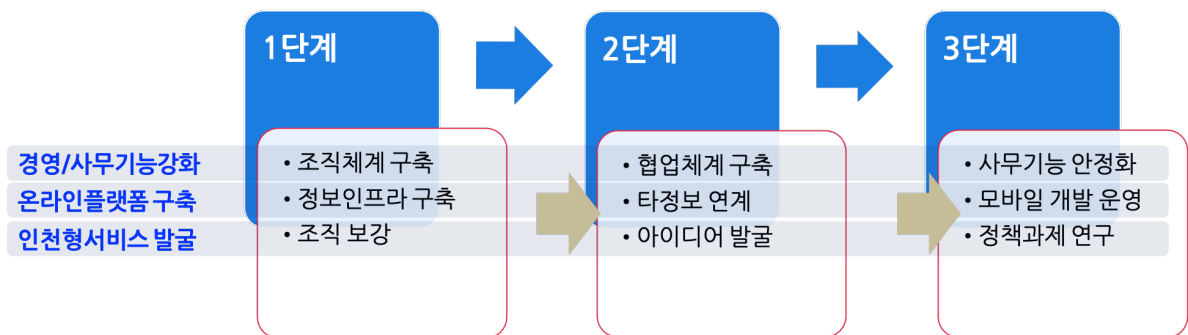 1단계
2단계
3단계
경영/사무기능강화
• 조직체계 구축
• 협업체계 구축
• 사무기능 안정화
온라인플랫폼 구축
• 정보인프라 구축
• 타정보 연계
• 모바일 개발 운영
인천형서비스 발굴
• 조직 보강
• 아이디어 발굴
• 정책과제 연구